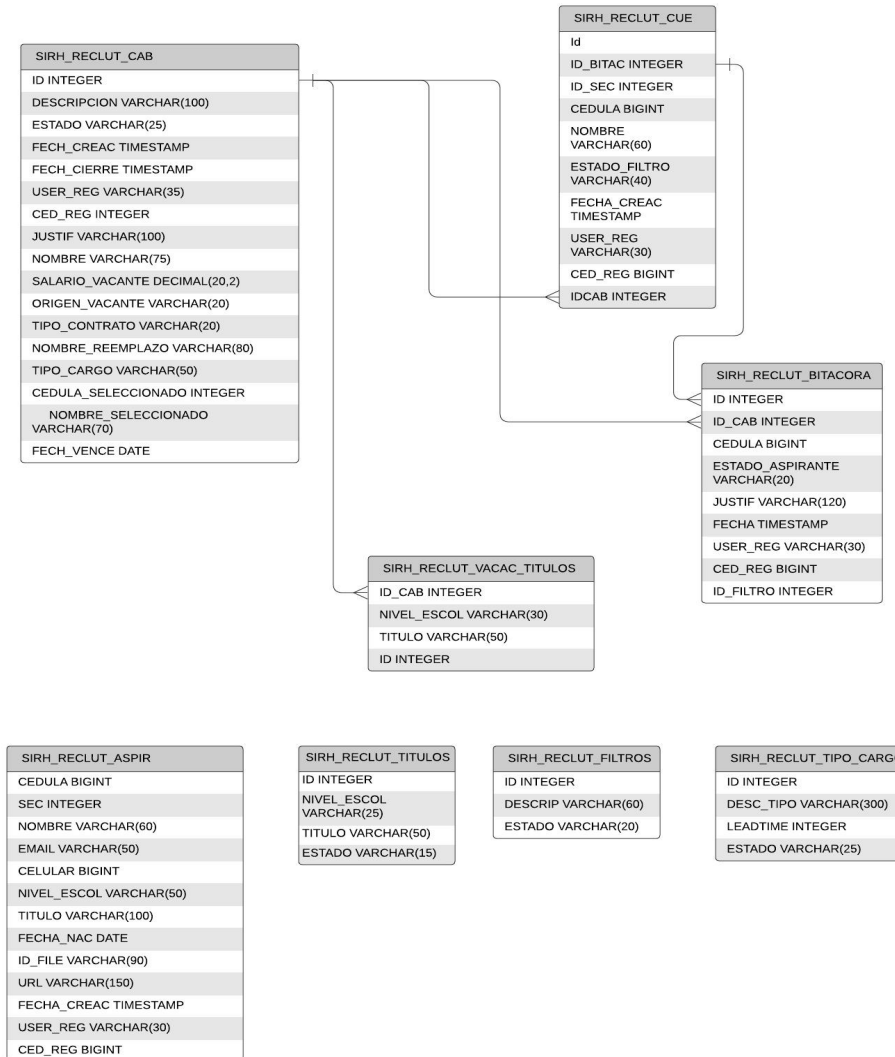 SIRH_RECLUT_CAB
ID INTEGER
DESCRIPCION VARCHAR(100)
ESTADO VARCHAR(25)
FECH_CREAC TIMESTAMP
FECH_CIERRE TIMESTAMP
USER_REG VARCHAR(35)
CED_REG INTEGER
JUSTIF VARCHAR(100)
NOMBRE VARCHAR(75)
SALARIO_VACANTE DECIMAL(20,2)
ORIGEN_VACANTE VARCHAR(20)
TIPO_CONTRATO VARCHAR(20)
NOMBRE_REEMPLAZO VARCHAR(80)
TIPO_CARGO VARCHAR(50)
CEDULA_SELECCIONADO INTEGER
NOMBRE_SELECCIONADO
VARCHAR(70)
FECH_VENCE DATE
SIRH_RECLUT_CUE
Id
ID_BITAC INTEGER
ID_SEC INTEGER
CEDULA BIGINT
NOMBRE
VARCHAR(60)
ESTADO_FILTRO
VARCHAR(40)
FECHA_CREAC
TIMESTAMP
USER_REG
VARCHAR(30)
CED_REG BIGINT
IDCAB INTEGER
SIRH_RECLUT_BITACORA
ID INTEGER
ID_CAB INTEGER
CEDULA BIGINT
ESTADO_ASPIRANTE
VARCHAR(20)
JUSTIF VARCHAR(120)
FECHA TIMESTAMP
USER_REG VARCHAR(30)
CED_REG BIGINT
ID_FILTRO INTEGER
SIRH_RECLUT_VACAC_TITULOS
ID_CAB INTEGER
NIVEL_ESCOL VARCHAR(30)
TITULO VARCHAR(50)
ID INTEGER
SIRH_RECLUT_ASPIR
CEDULA BIGINT
SEC INTEGER
NOMBRE VARCHAR(60)
EMAIL VARCHAR(50)
CELULAR BIGINT
NIVEL_ESCOL VARCHAR(50)
TITULO VARCHAR(100)
FECHA_NAC DATE
ID_FILE VARCHAR(90)
URL VARCHAR(150)
FECHA_CREAC TIMESTAMP
USER_REG VARCHAR(30)
CED_REG BIGINT
SIRH_RECLUT_TITULOS
ID INTEGER
NIVEL_ESCOL
VARCHAR(25)
TITULO VARCHAR(50)
ESTADO VARCHAR(15)
SIRH_RECLUT_FILTROS
ID INTEGER
DESCRIP VARCHAR(60)
ESTADO VARCHAR(20)
SIRH_RECLUT_TIPO_CARG
ID INTEGER
DESC_TIPO VARCHAR(300)
LEADTIME INTEGER
ESTADO VARCHAR(25)